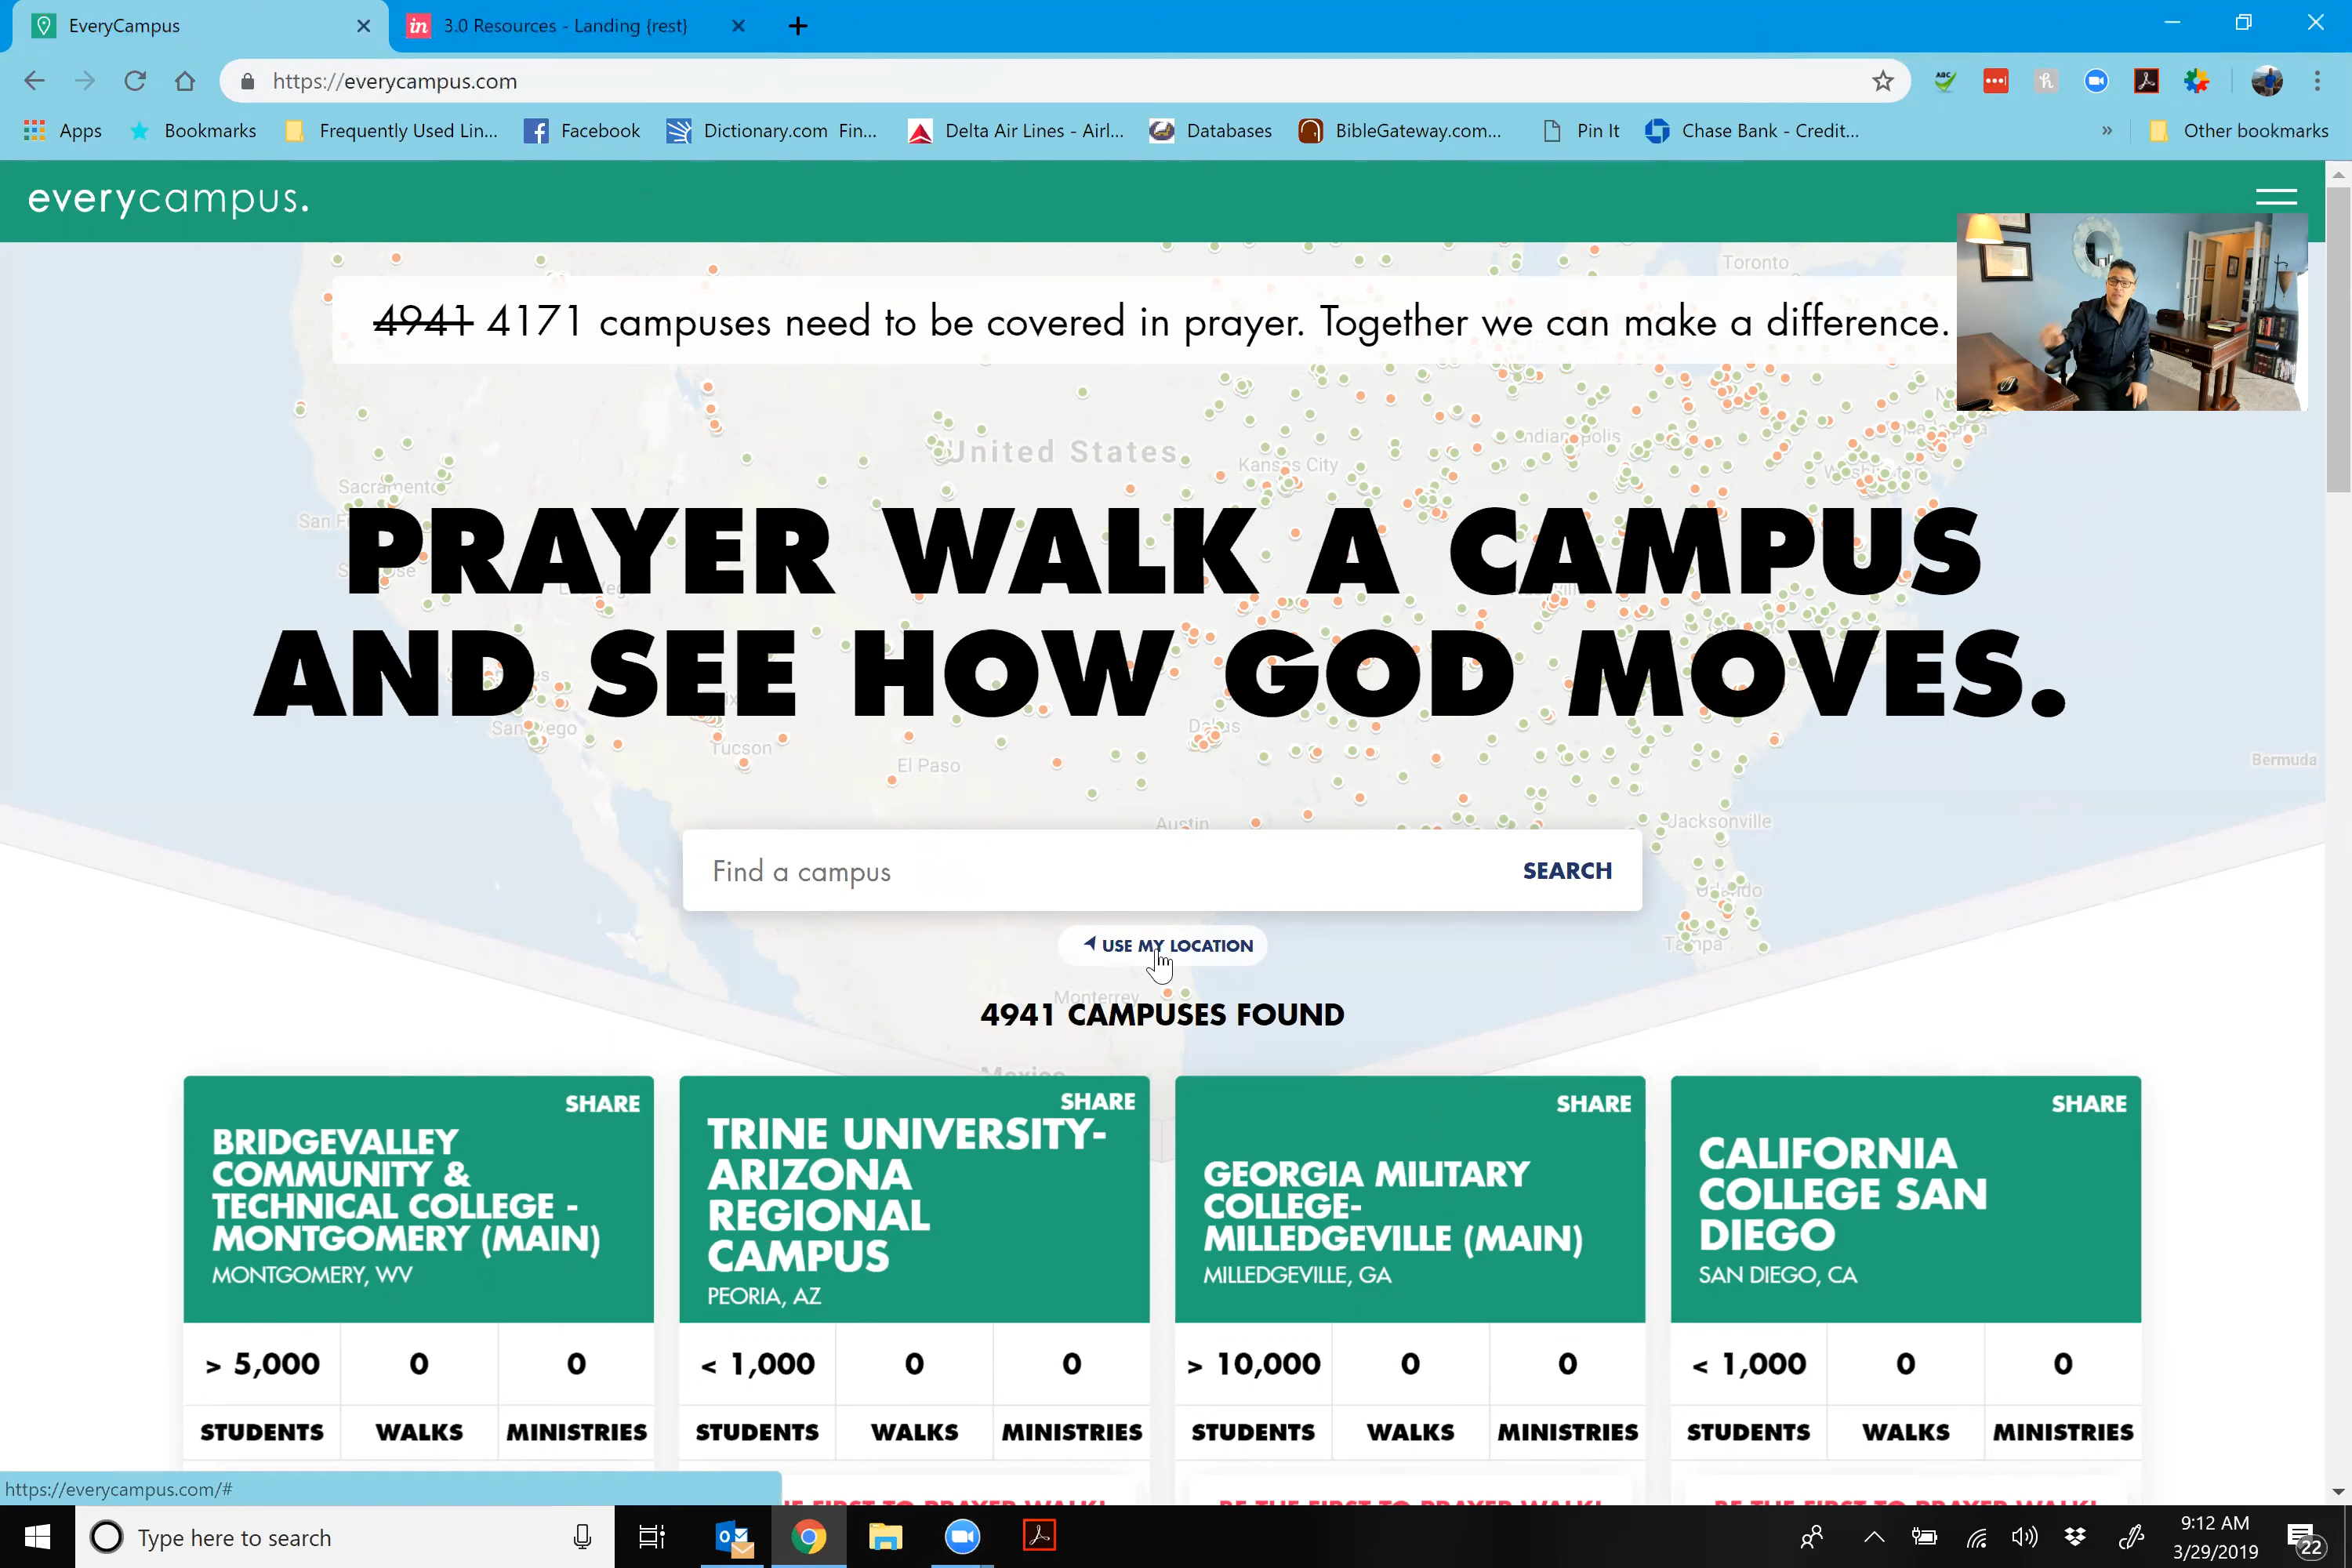 EveryCampus
in 3.0 Resources - Landing {rest}
https://everycampus.com
ABC
Apps Bookmarks Frequently Used Lin... Facebook Dictionary.com Fin... Delta Air Lines - Airl... Databases BibleGateway.com... Pin It Chase Bank - Credit... » Other bookmarks
everycampus.
Toronto
4941 4171 campuses need to be covered in prayer. Together we can make a difference.
United States
Kansas City
Sacramento
PRAYER WALK A CAMPUS
AND SEE HOW GOD MOVES.
Tucson
El Paso
Dallas
San Diego
Bermuda
Austin
Jacksonville
Find a campus SEARCH
Orlando
Tampa
USE MY LOCATION
Monterrey
4941 CAMPUSES FOUND
Mexico
SHARE
BRIDGEVALLEY
COMMUNITY &
TECHNICAL COLLEGE -
MONTGOMERY (MAIN)
MONTGOMERY, WV
> 5,000 0 0
STUDENTS WALKS MINISTRIES
SHARE
TRINE UNIVERSITY-
ARIZONA
REGIONAL
CAMPUS
PEORIA, AZ
< 1,000 0 0
STUDENTS WALKS MINISTRIES
SHARE
GEORGIA MILITARY
COLLEGE-
MILLEDGEVILLE (MAIN)
MILLEDGEVILLE, GA
> 10,000 0 0
STUDENTS WALKS MINISTRIES
SHARE
CALIFORNIA
COLLEGE SAN
DIEGO
SAN DIEGO, CA
< 1,000 0 0
STUDENTS WALKS MINISTRIES
BE THE FIRST TO PRAYER WALK!
BE THE FIRST TO PRAYER WALK!
https://everycampus.com/#
Type here to search
9:12 AM
3/29/2019
22